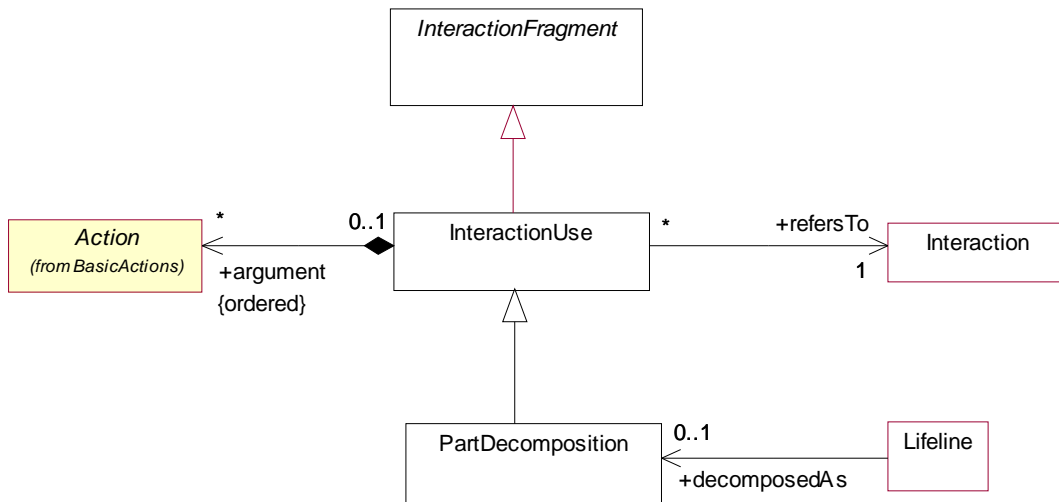 InteractionFragment
*
0..1
*
+refersTo
Action
(from BasicActions)
InteractionUse
Interaction
+argument
{ordered}
1
PartDecomposition
0..1
+decomposedAs
Lifeline